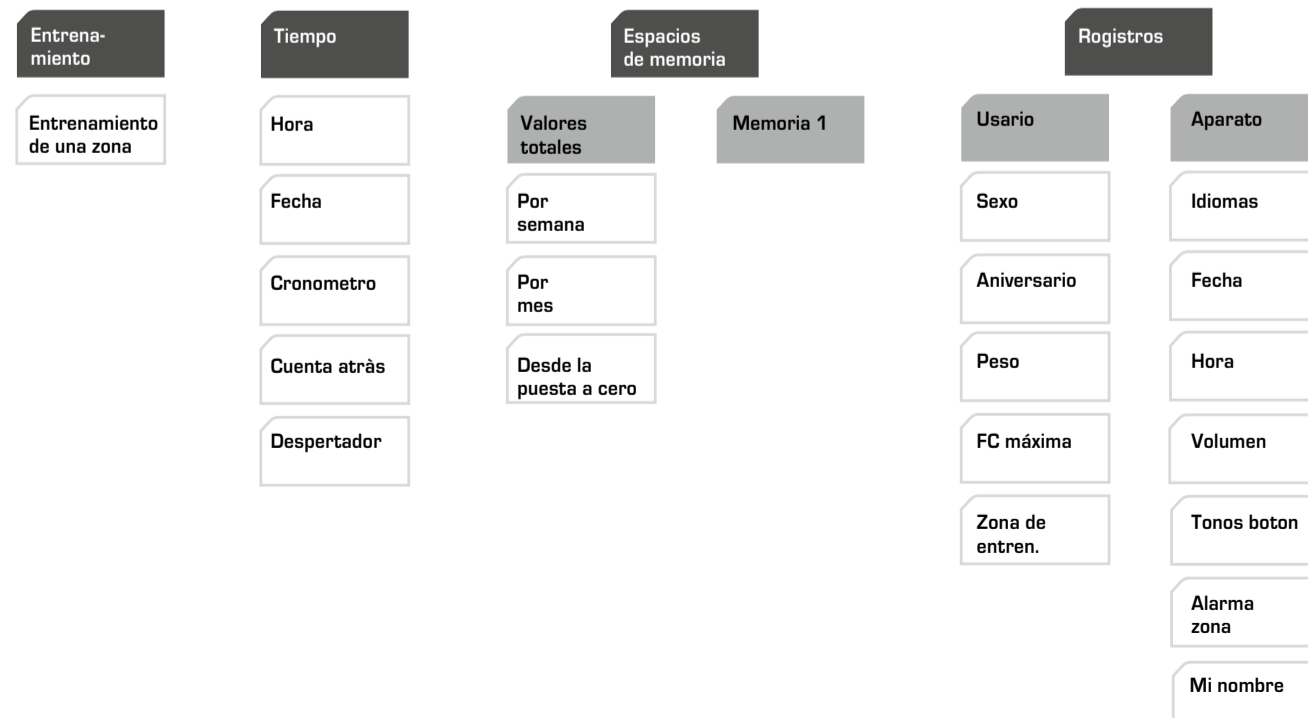 Entrena-
miento
Entrenamiento
de una zona
Tiempo
Hora
Fecha
Cronometro
Cuenta atràs
Despertador
Espacios
de memoria
Valores
totales
Por
semana
Por
mes
Desde la
puesta a cero
Memoria 1
Rogistros
Usario
Sexo
Aniversario
Peso
FC máxima
Zona de
entren.
Aparato
Idiomas
Fecha
Hora
Volumen
Tonos boton
Alarma
zona
Mi nombre